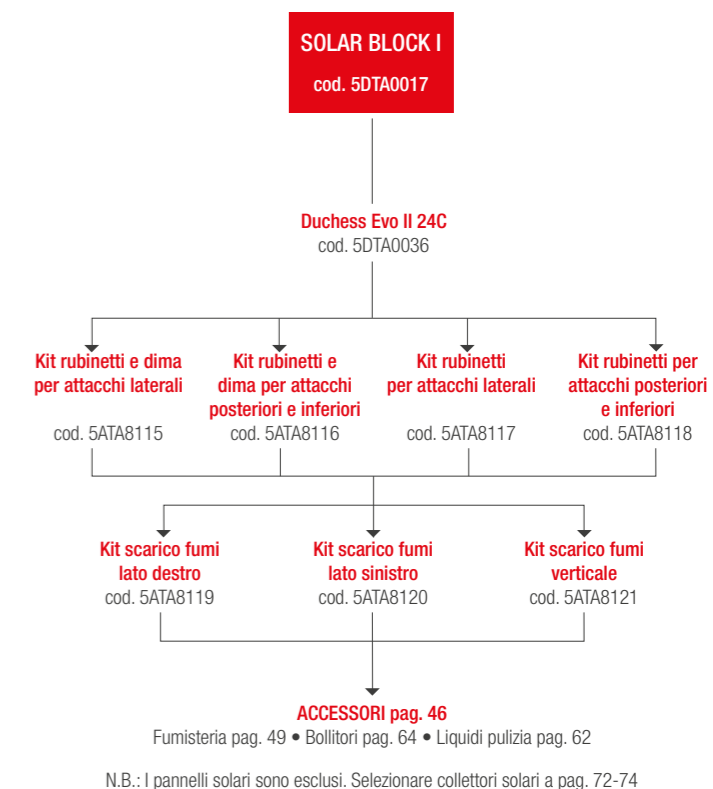 SOLAR BLOCK I
cod. 5DTA0017
Duchess Evo II 24C
cod. 5DTA0036
Kit rubinetti e dima
per attacchi laterali
cod. 5ATA8115
Kit rubinetti e
dima per attacchi
posteriori e inferiori
cod. 5ATA8116
Kit rubinetti
per attacchi laterali
cod. 5ATA8117
Kit rubinetti per
attacchi posteriori
e inferiori
cod. 5ATA8118
Kit scarico fumi
lato destro
cod. 5ATA8119
Kit scarico fumi
lato sinistro
cod. 5ATA8120
Kit scarico fumi
verticale
cod. 5ATA8121
ACCESSORI pag. 46
Fumisteria pag. 49 • Bollitori pag. 64 • Liquidi pulizia pag. 62
N.B.: I pannelli solari sono esclusi. Selezionare collettori solari a pag. 72-74